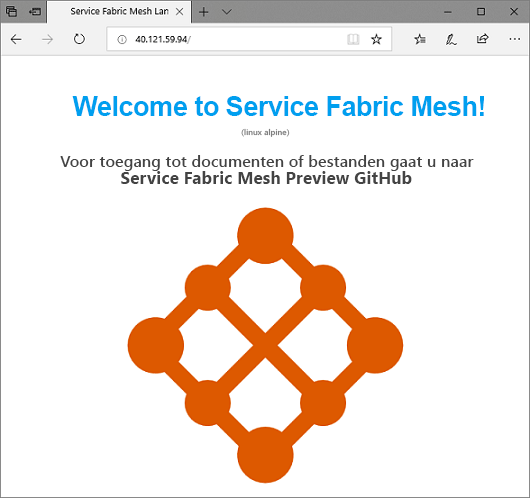 Service Fabric Mesh Lan
40.121.59.94/
Welcome to Service Fabric Mesh!
(linux alpine)
Voor toegang tot documenten of bestanden gaat u naar
Service Fabric Mesh Preview GitHub